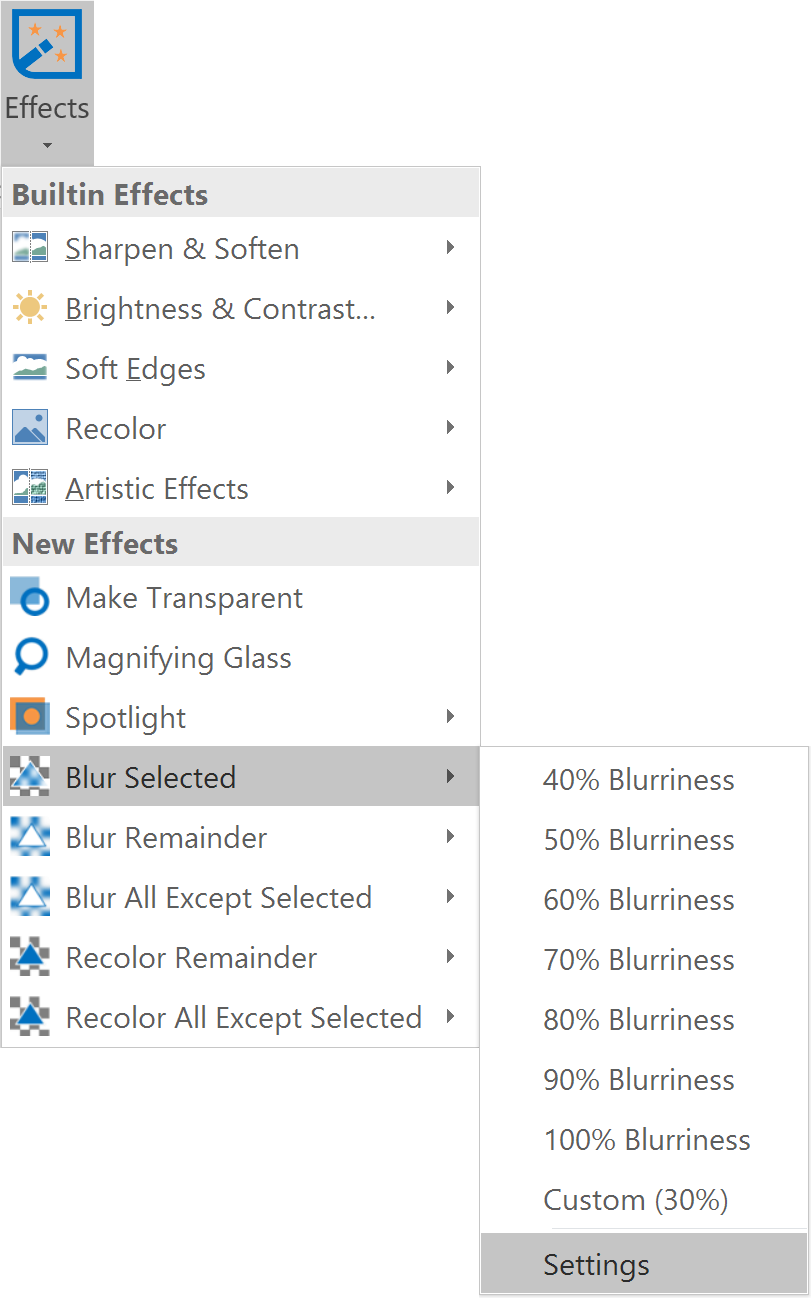 Effects
Builtin Effects
Sharpen & Soften
Brightness & Contrast...
Soft Edges
Recolor
Artistic Effects
New Effects
Make Transparent
Magnifying Glass
Spotlight
Blur Selected
Blur Remainder
Blur All Except Selected
Recolor Remainder
Recolor All Except Selected
40% Blurriness
50% Blurriness
60% Blurriness
70% Blurriness
80% Blurriness
90% Blurriness
100% Blurriness
Custom (30%)
Settings